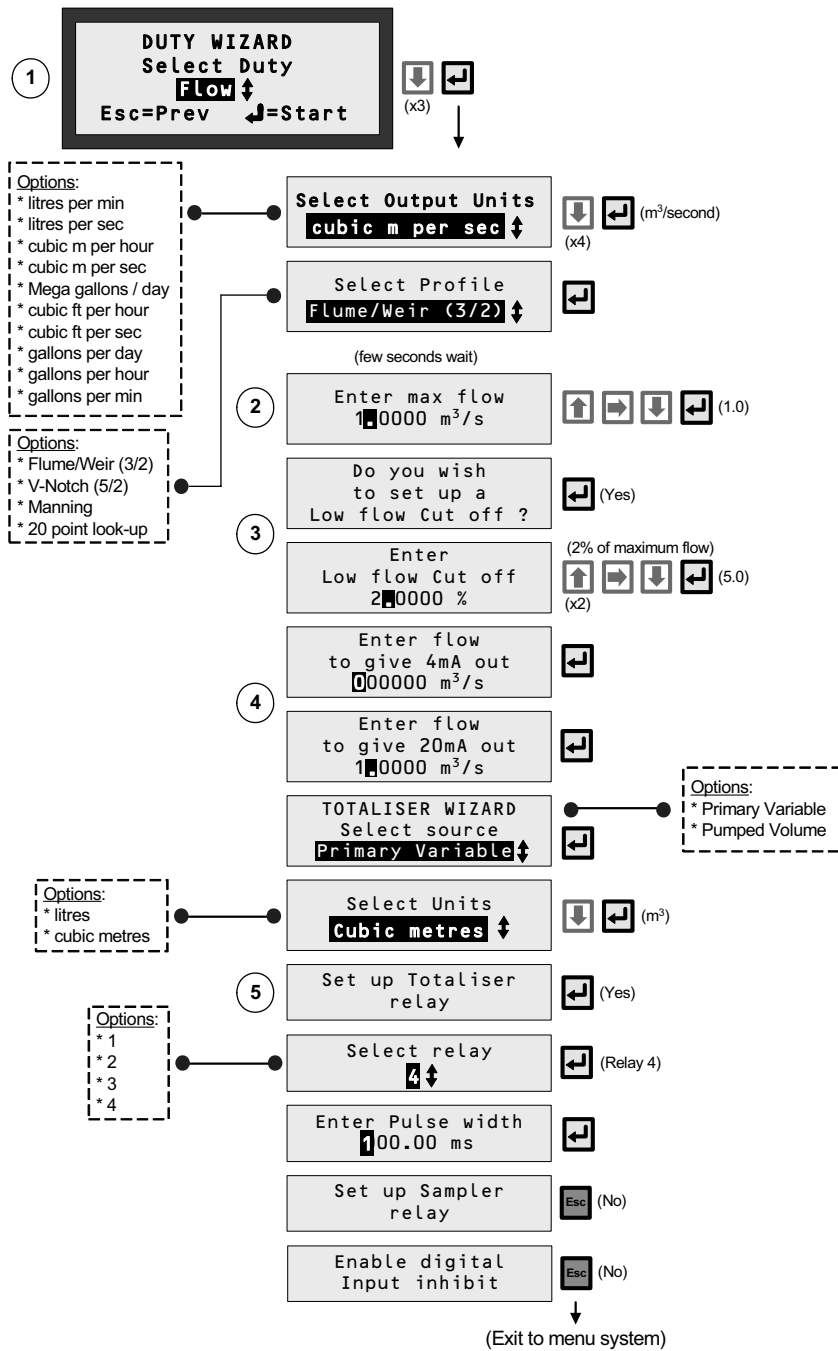 1
DUTY WIZARD
Select Duty
Flow
Esc=Prev ↲=Start
(x3)
Options:
* litres per min
* litres per sec
* cubic m per hour
* cubic m per sec
* Mega gallons / day
* cubic ft per hour
* cubic ft per sec
* gallons per day
* gallons per hour
* gallons per min
Select Output Units
cubic m per sec
(x4)
(m³/second)
Select Profile
Flume/Weir (3/2)
Options:
* Flume/Weir (3/2)
* V-Notch (5/2)
* Manning
* 20 point look-up
(few seconds wait)
2
Enter max flow
1.0000 m³/s
(1.0)
3
Do you wish
to set up a
Low flow Cut off ?
(Yes)
Enter
Low flow Cut off
2.0000 %
(2% of maximum flow)
(x2)
(5.0)
4
Enter flow
to give 4mA out
000000 m³/s
Enter flow
to give 20mA out
1.0000 m³/s
TOTALISER WIZARD
Select source
Primary Variable
Options:
* Primary Variable
* Pumped Volume
Options:
* litres
* cubic metres
Select Units
Cubic metres
(m³)
5
Set up Totaliser
relay
(Yes)
Options:
* 1
* 2
* 3
* 4
Select relay
4
(Relay 4)
Enter Pulse width
100.00 ms
Set up Sampler
relay
Esc (No)
Enable digital
Input inhibit
Esc (No)
(Exit to menu system)